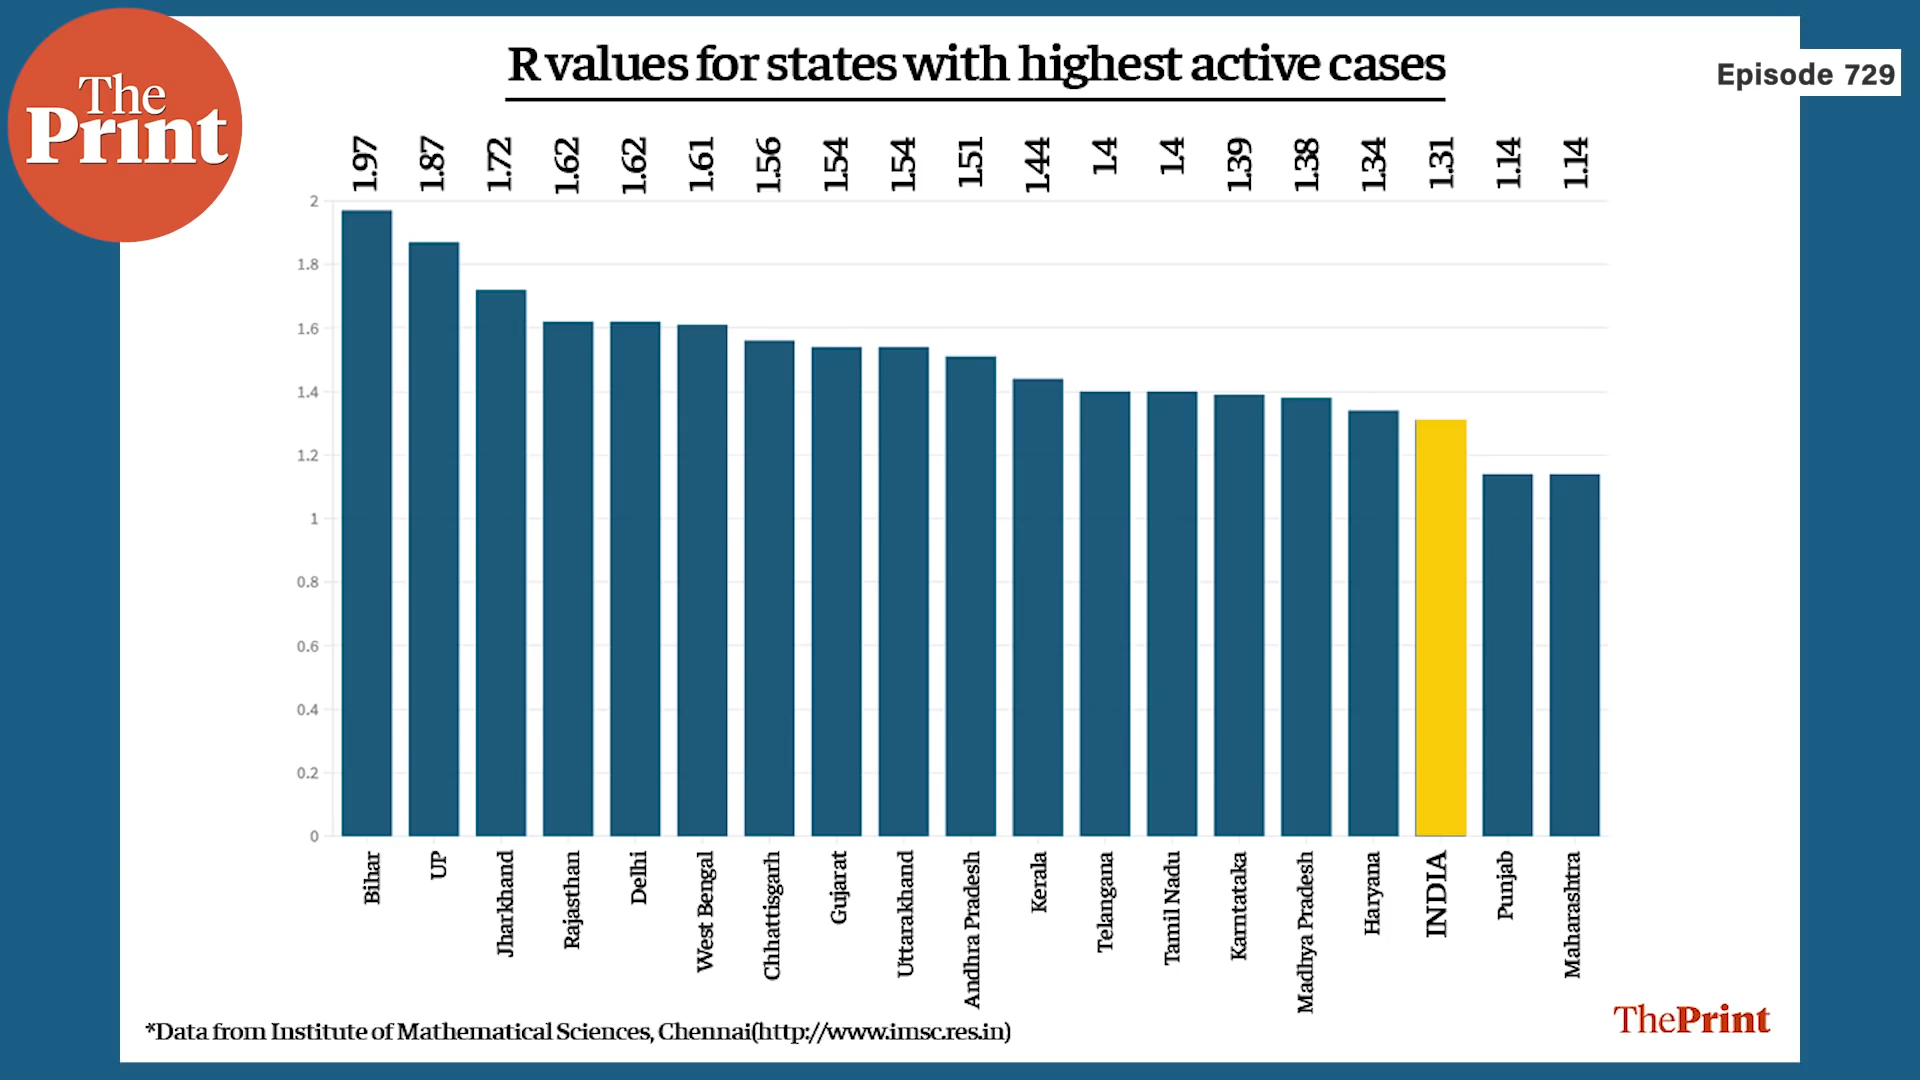 The
Print
R values for states with highest active cases
Episode 729
1.97
1.87
1.72
1.62
1.62
1.61
1.56
1.54
1.54
1.51
1.44
1.4
1.4
1.39
1.38
1.34
1.31
1.14
1.14
2
1.8
1.6
1.4
1.2
1
0.8
0.6
0.4
0.2
0
Bihar
UP
Jharkhand
Rajasthan
Delhi
West Bengal
Chhattisgarh
Gujarat
Uttarakhand
Andhra Pradesh
Kerala
Telangana
Tamil Nadu
Karntataka
Madhya Pradesh
Haryana
INDIA
Punjab
Maharashtra
*Data from Institute of Mathematical Sciences, Chennai(http://www.imsc.res.in)
ThePrint